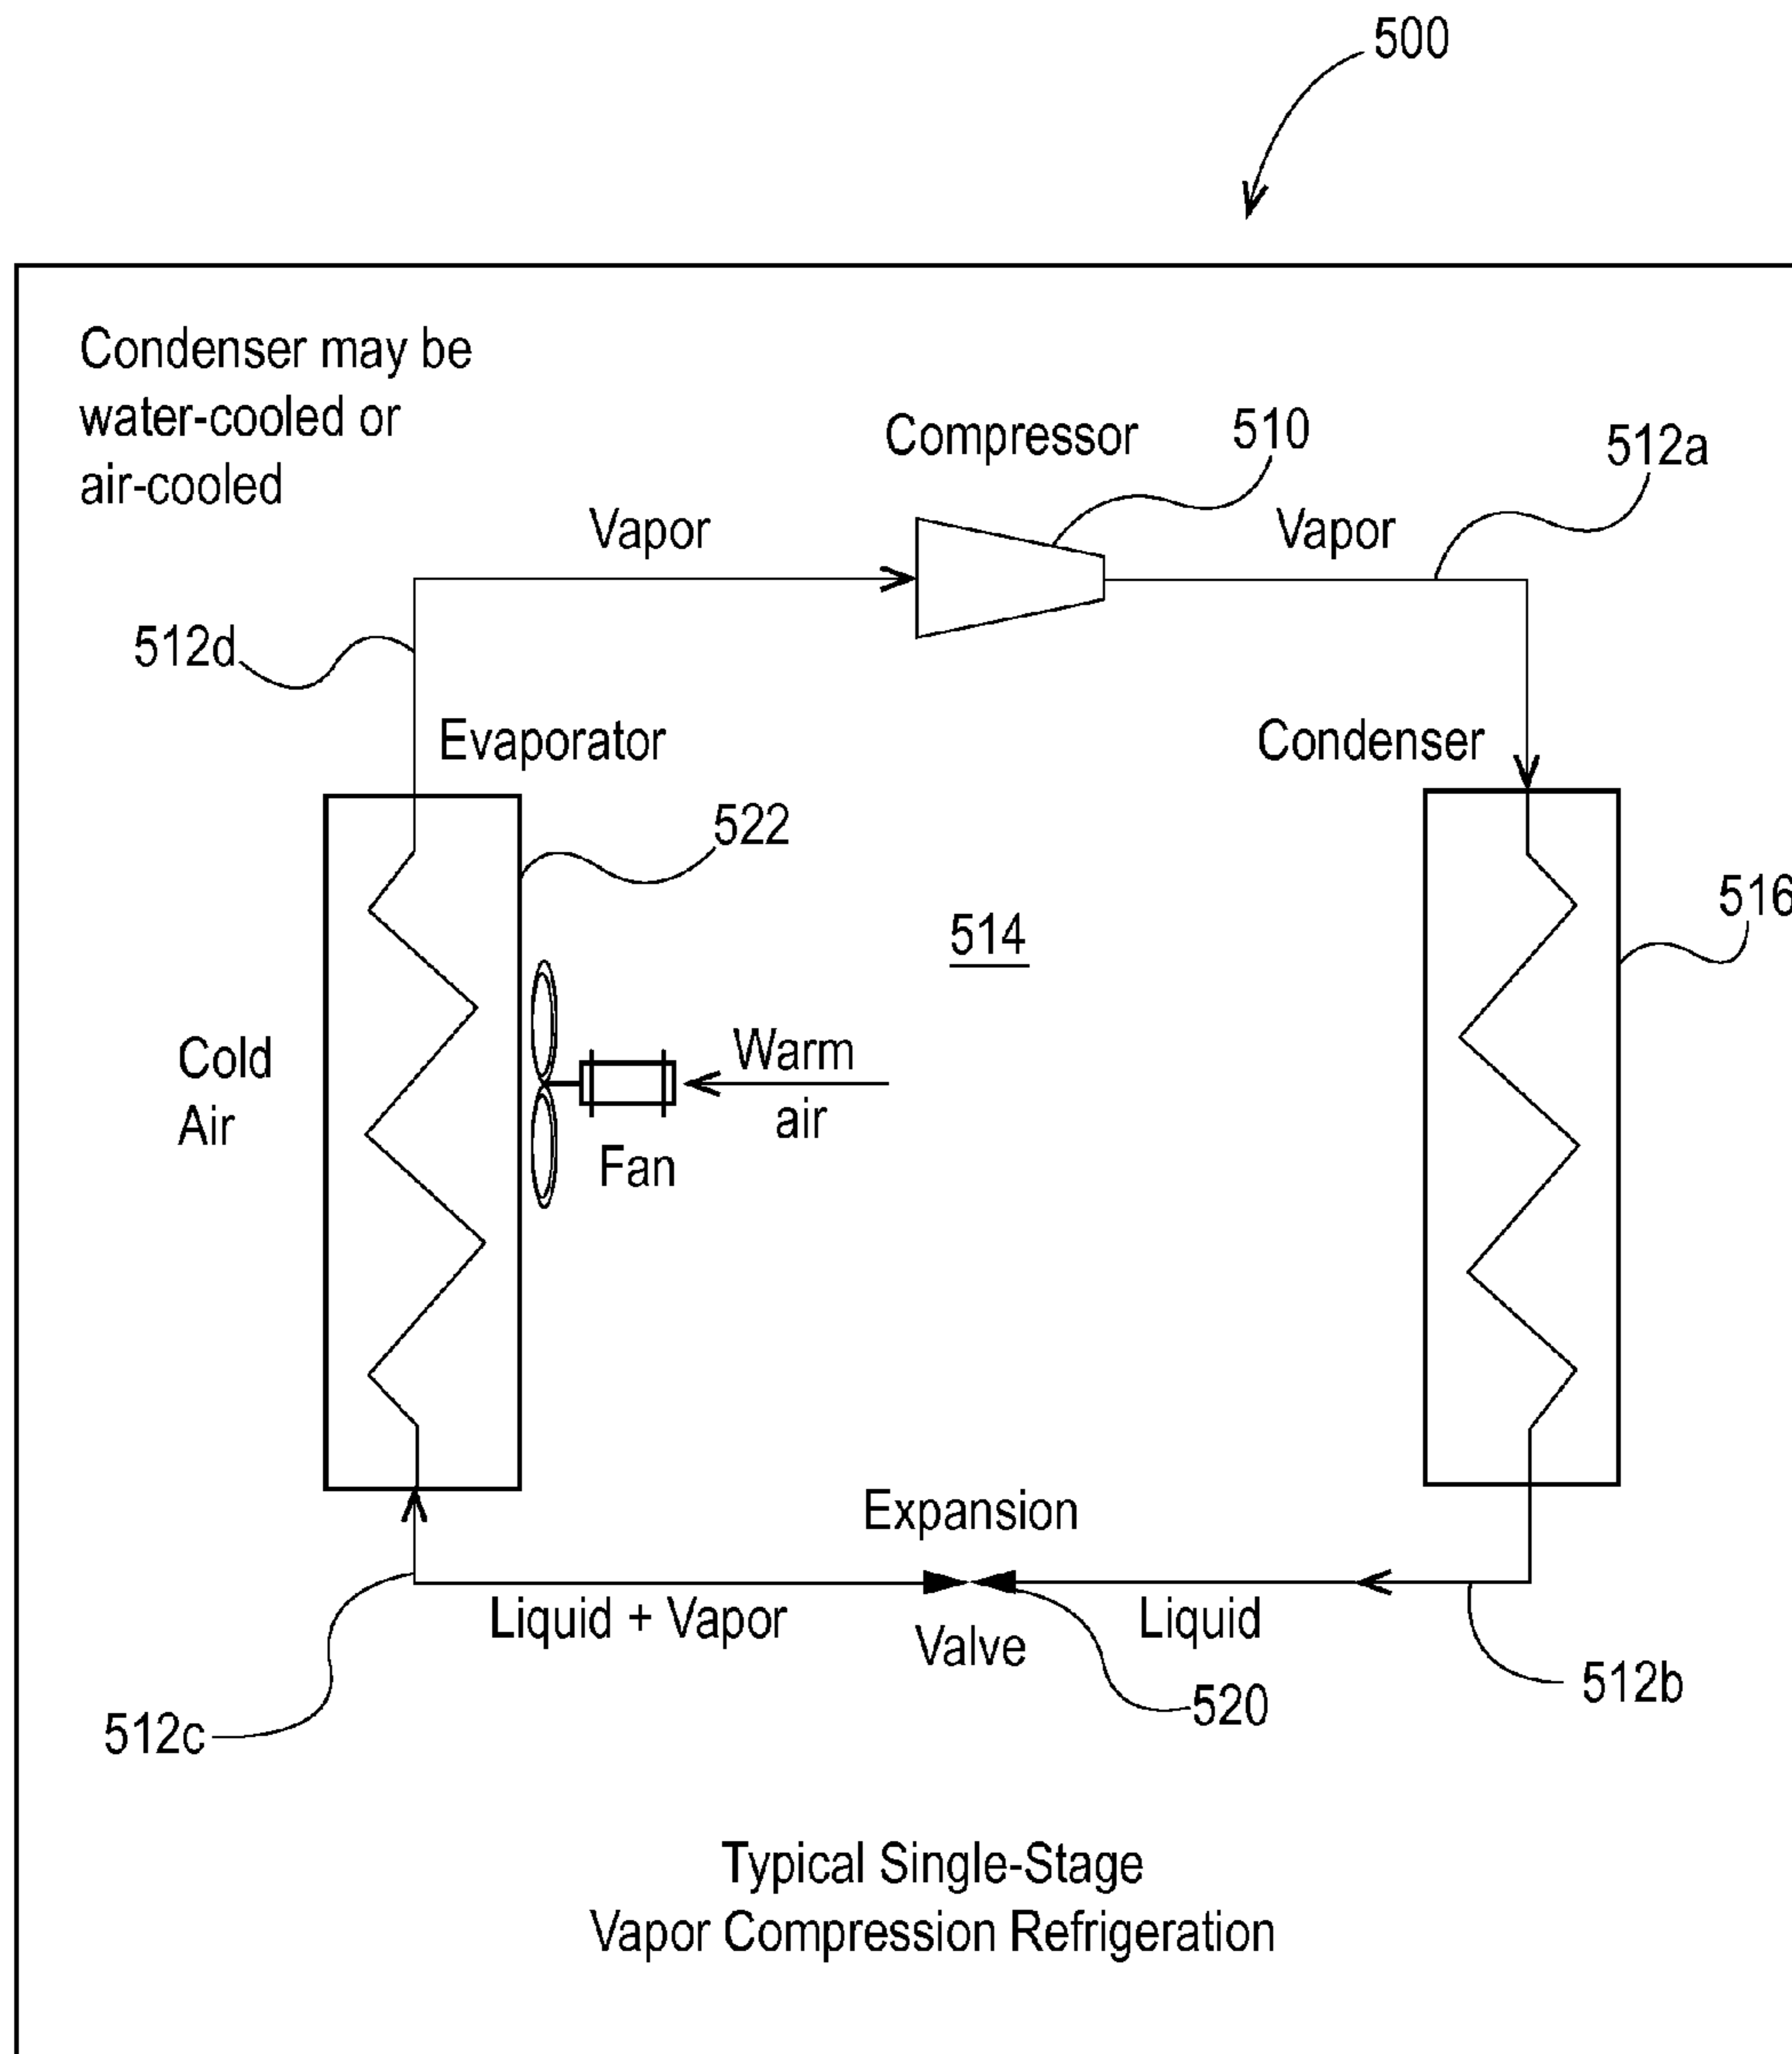 500
Condenser may be
water-cooled or
air-cooled
Compressor
510
512a
Vapor
Vapor
512d
Evaporator
Condenser
522
516
514
Cold
Air
Warm
air
Fan
Expansion
Valve
Liquid + Vapor
Liquid
512b
520
512c
Typical Single-Stage
Vapor Compression Refrigeration